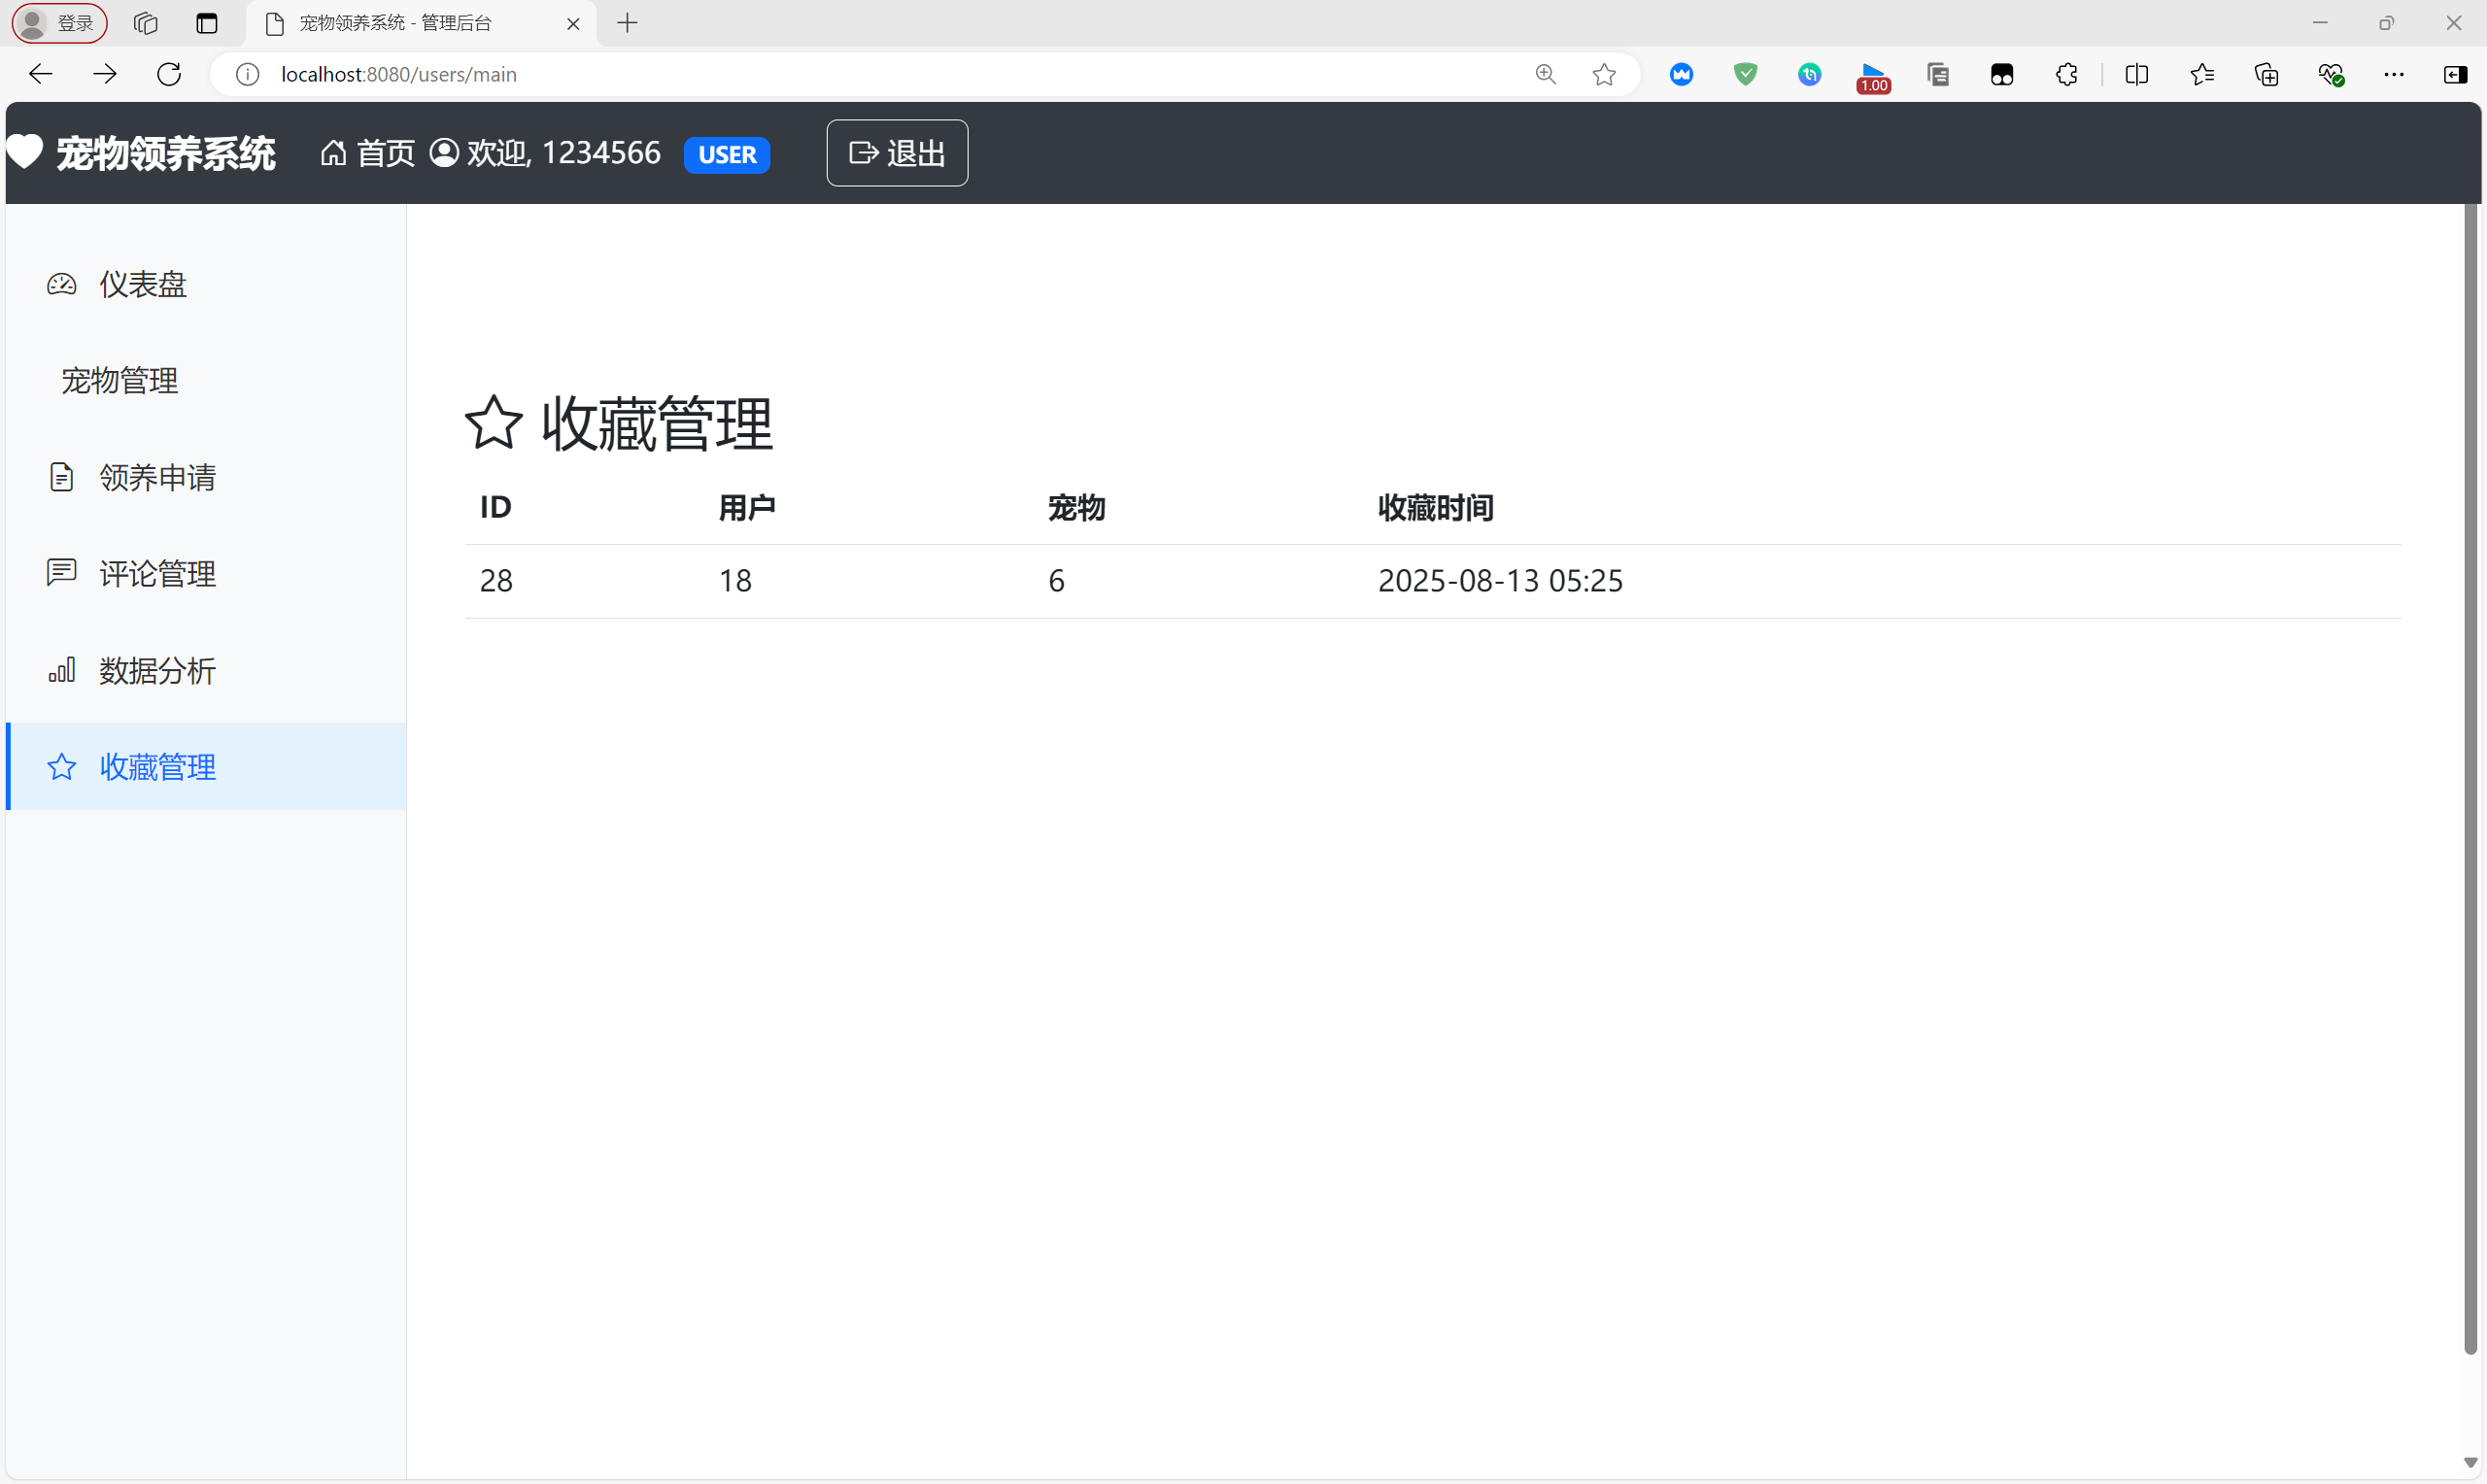 登录
宠物领养系统 - 管理后台
localhost:8080/users/main
1.00
宠物领养系统 首页 欢迎, 1234566 USER 退出
仪表盘
宠物管理
领养申请
评论管理
数据分析
收藏管理
收藏管理
ID 用户 宠物 收藏时间
28 18 6 2025-08-13 05:25